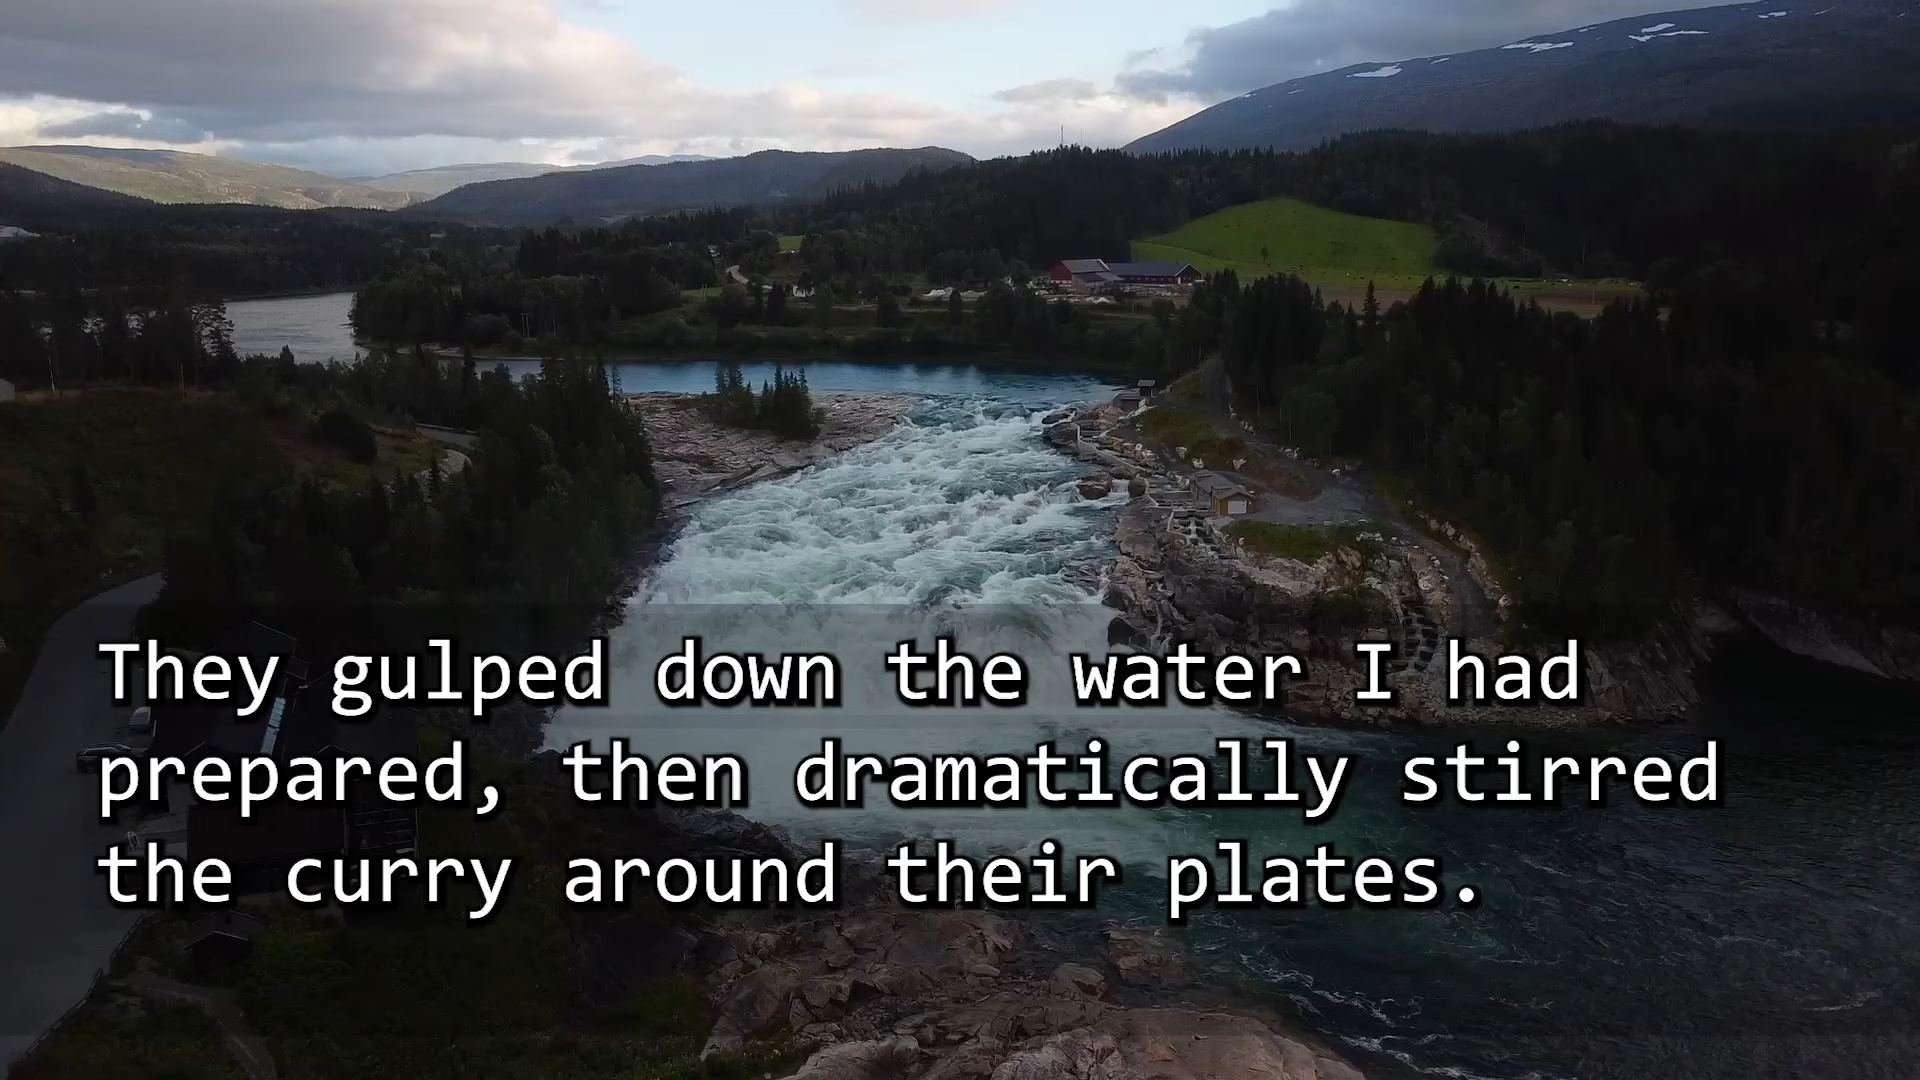 They gulped down the water I had
prepared, then dramatically stirred
the curry around their plates.